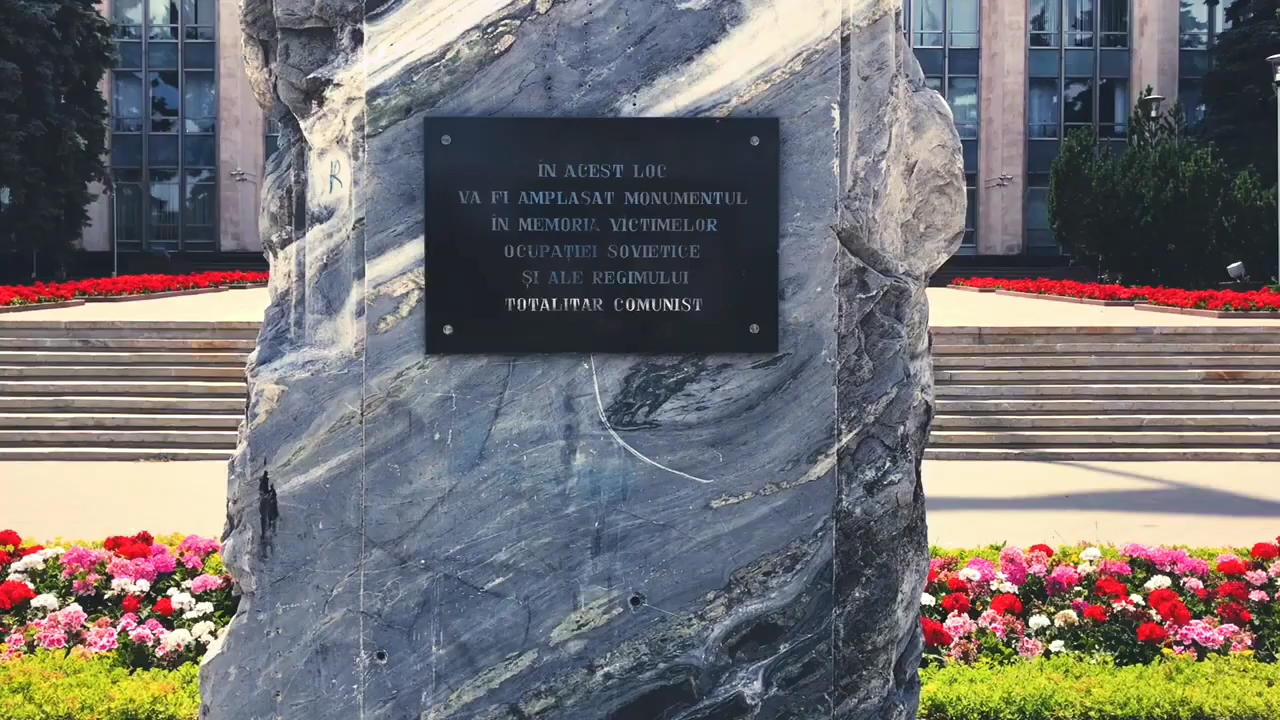 ÎN ACEST LOC
VA FI AMPLASAT MONUMENTUL
ÎN MEMORIA VICTIMELOR
OCUPAȚIEI SOVIETICE
ȘI ALE REGIMULUI
TOTALITAR COMUNIST
R